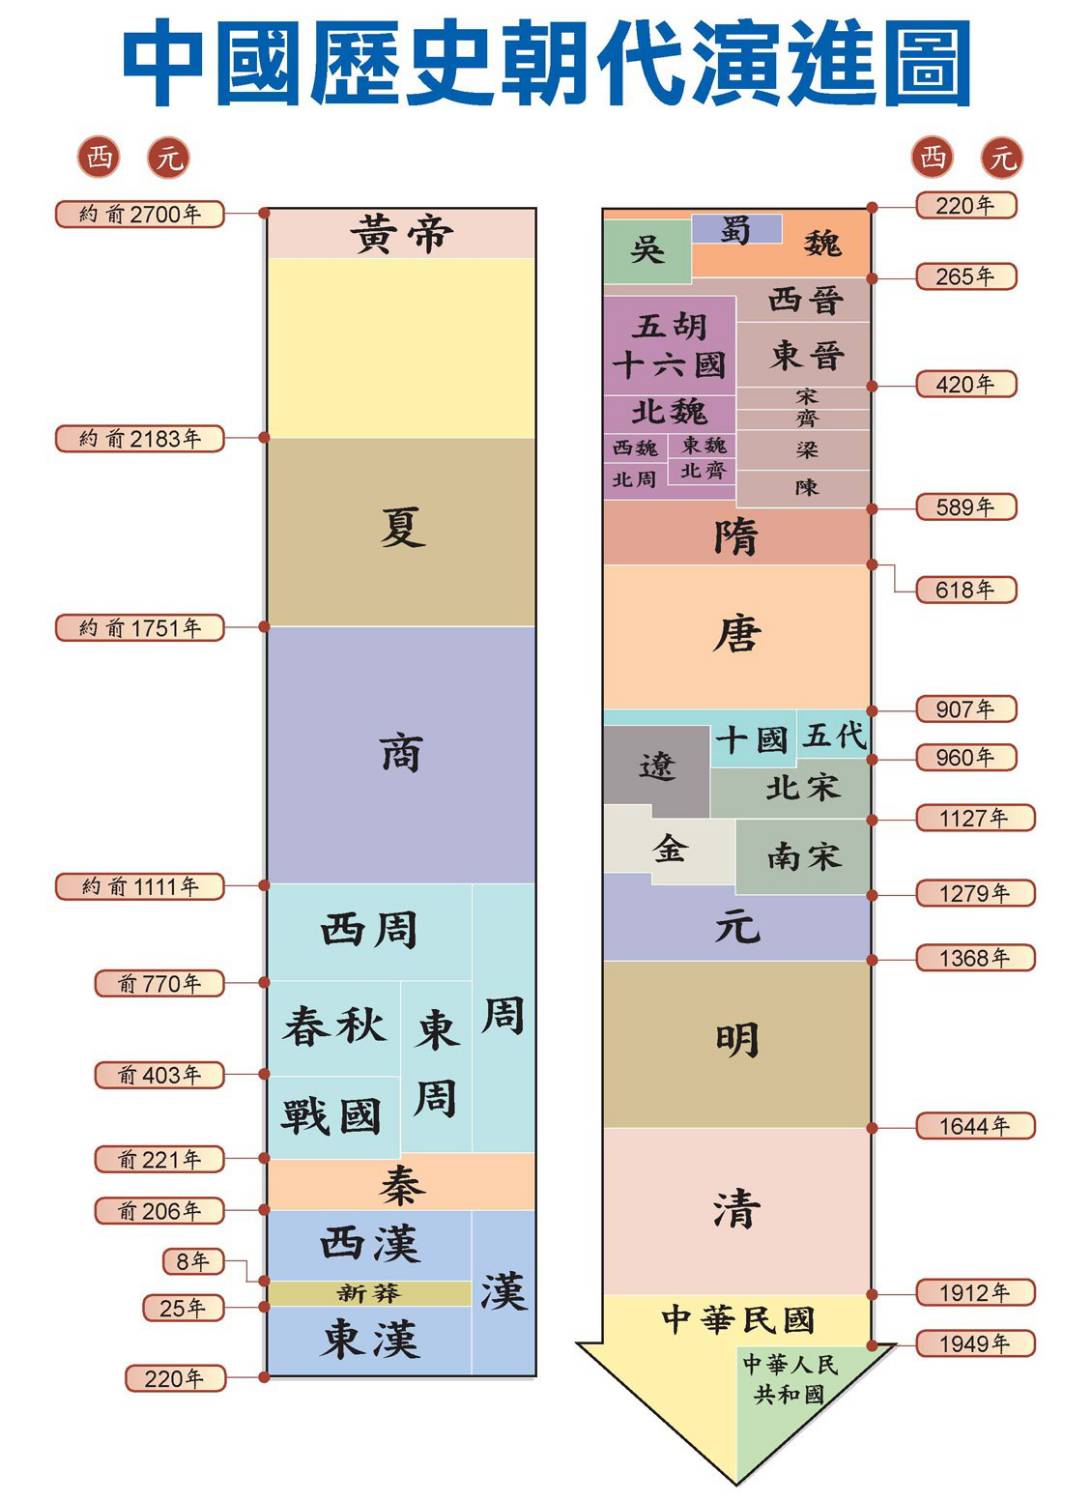 中國歷史朝代演進圖
西 元
約前2700年
黃帝
約前2183年
夏
約前1751年
商
約前1111年
西周
周
前770年
春秋
東周
前403年
戰國
前221年
秦
前206年
西漢
漢
8年
新莽
25年
東漢
220年
西 元
220年
吳
蜀
魏
265年
西晉
五胡
十六國
東晉
420年
北魏
宋
齊
西魏
東魏
梁
北周
北齊
陳
589年
隋
618年
唐
907年
十國
五代
960年
遼
北宋
1127年
金
南宋
1279年
元
1368年
明
1644年
清
1912年
中華民國
1949年
中華人民
共和國